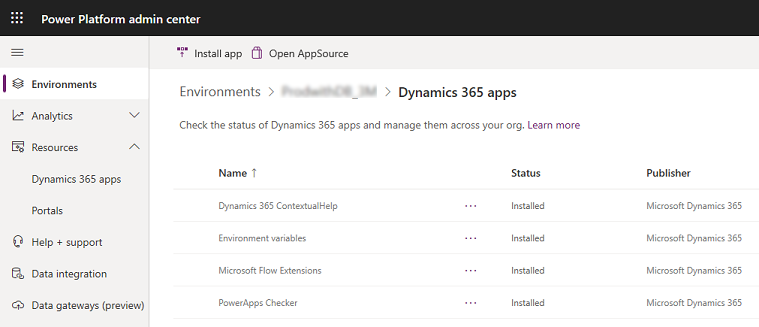 Power Platform admin center
Install app Open AppSource
Environments
Analytics
Resources
Dynamics 365 apps
Portals
Help + support
Data integration
Data gateways (preview)
Environments > > Dynamics 365 apps
Check the status of Dynamics 365 apps and manage them across your org. Learn more
Name ↑ Status Publisher
Dynamics 365 ContextualHelp ... Installed Microsoft Dynamics 365
Environment variables ... Installed Microsoft Dynamics 365
Microsoft Flow Extensions ... Installed Microsoft Dynamics 365
PowerApps Checker ... Installed Microsoft Dynamics 365